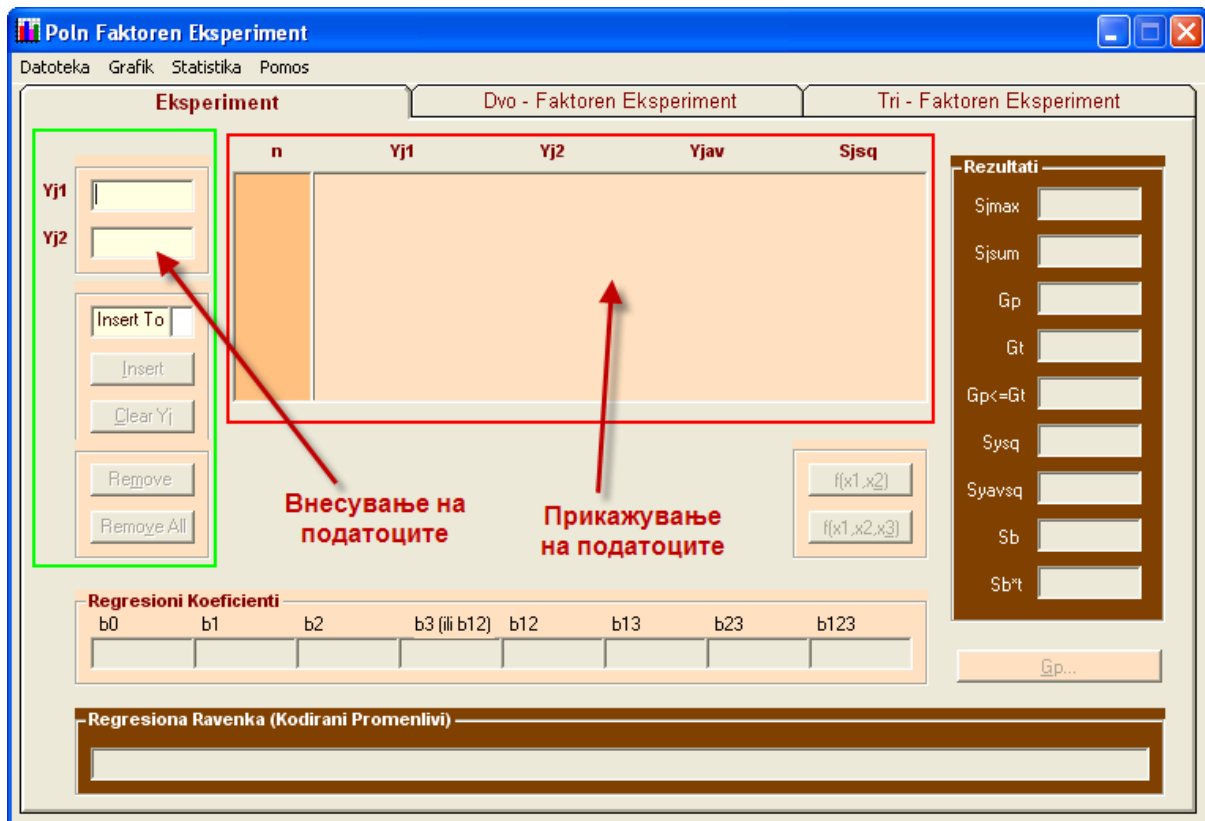 Poln Faktoren Eksperiment
Datoteka Grafik Statistika Pomos
Eksperiment Dvo - Faktoren Eksperiment Tri - Faktoren Eksperiment
n Yj1 Yj2 Yjav Sjsq
Yj1
Yj2
Insert To
Insert
Clear Yj
Remove
Remove All
Внесување на
податоците
Прикажување
на податоците
f(x1,x2)
f(x1,x2,x3)
Rezultati
Sjmax
Sjsum
Gp
Gt
Gp<=Gt
Sysq
Syavsq
Sb
Sb*t
Gp...
Regresioni Koeficienti
b0 b1 b2 b3 (ili b12) b12 b13 b23 b123
Regresiona Ravenka (Kodirani Promenlivi)